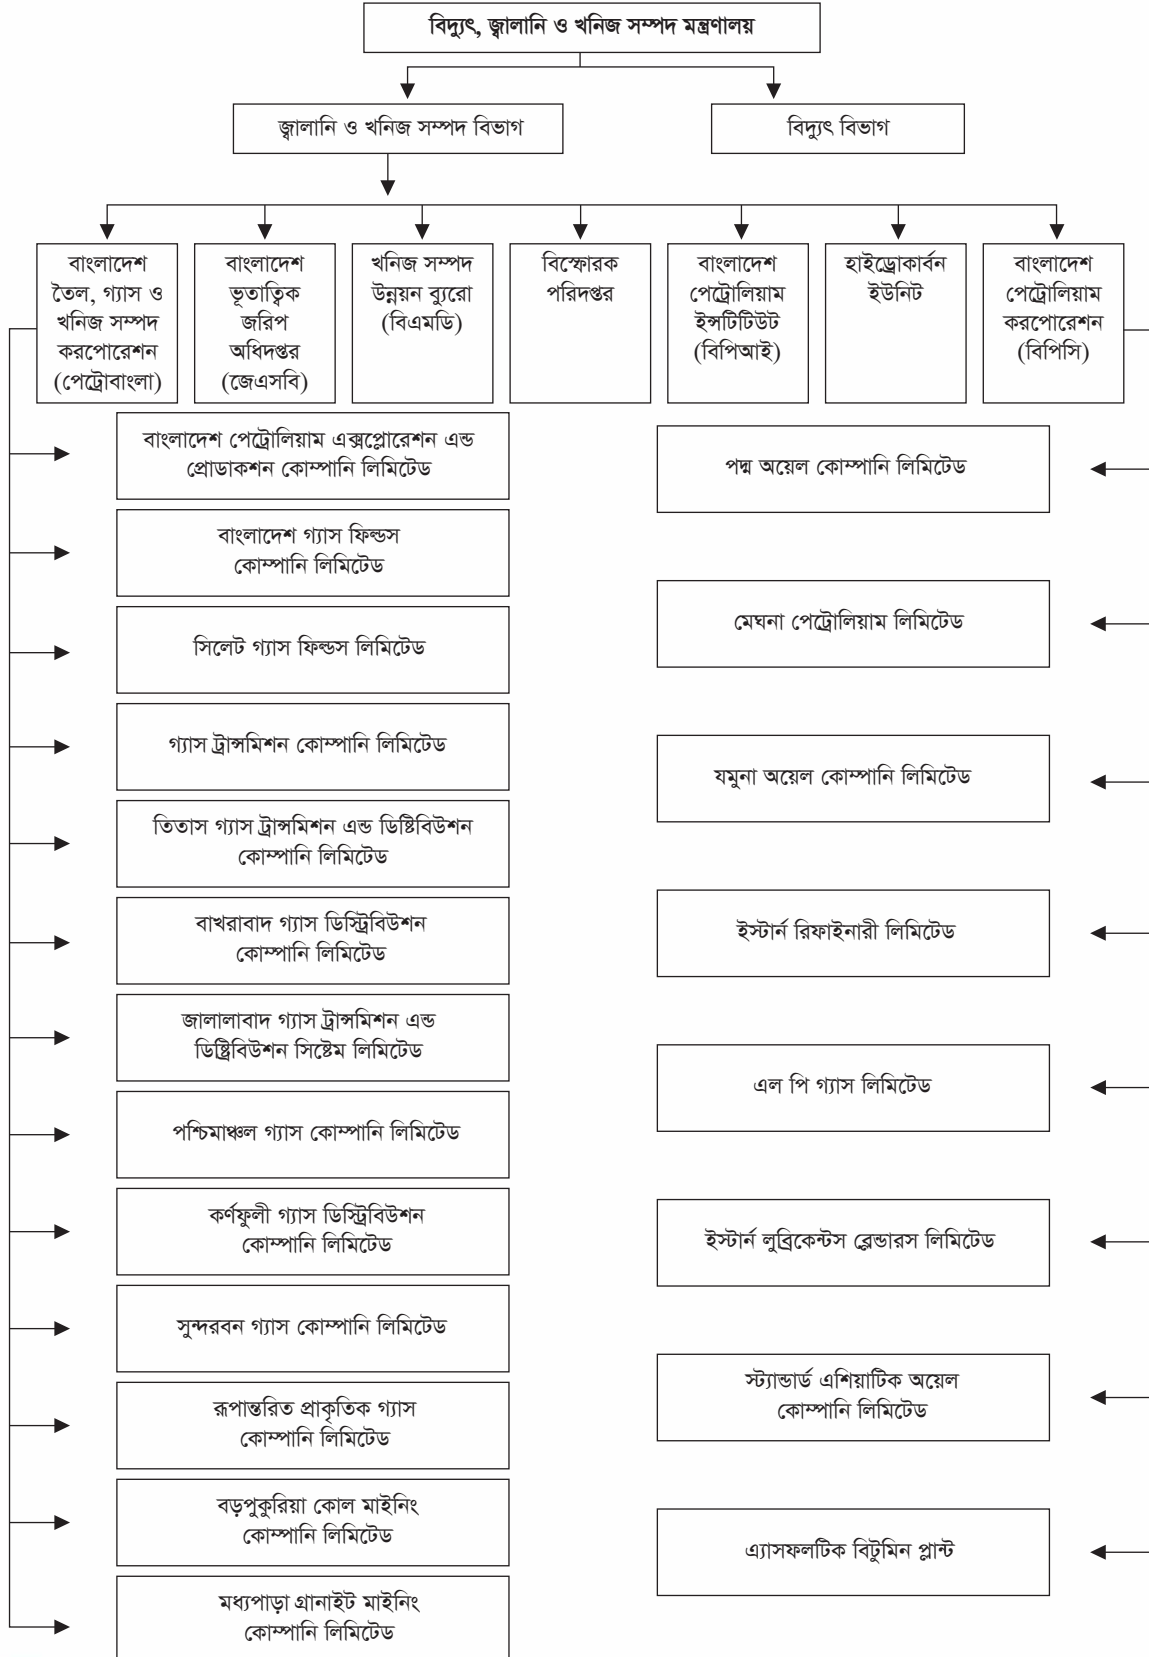 বিদ্যুৎ, জ্বালানি ও খনিজ সম্পদ মন্ত্রণালয়
জ্বালানি ও খনিজ সম্পদ বিভাগ
বিদ্যুৎ বিভাগ
বাংলাদেশ
তৈল, গ্যাস ও
খনিজ সম্পদ
করপোরেশন
(পেট্রোবাংলা)
বাংলাদেশ
ভূতাত্বিক
জরিপ
অধিদপ্তর
(জেএসবি)
খনিজ সম্পদ
উন্নয়ন ব্যুরো
(বিএমডি)
বিস্ফোরক
পরিদপ্তর
বাংলাদেশ
পেট্রোলিয়াম
ইন্সটিটিউট
(বিপিআই)
হাইড্রোকার্বন
ইউনিট
বাংলাদেশ
পেট্রোলিয়াম
করপোরেশন
(বিপিসি)
বাংলাদেশ পেট্রোলিয়াম এক্সপ্লোরেশন এন্ড
প্রোডাকশন কোম্পানি লিমিটেড
বাংলাদেশ গ্যাস ফিল্ডস
কোম্পানি লিমিটেড
সিলেট গ্যাস ফিল্ডস লিমিটেড
গ্যাস ট্রান্সমিশন কোম্পানি লিমিটেড
তিতাস গ্যাস ট্রান্সমিশন এন্ড ডিষ্টিবিউশন
কোম্পানি লিমিটেড
বাখরাবাদ গ্যাস ডিস্ট্রিবিউশন
কোম্পানি লিমিটেড
জালালাবাদ গ্যাস ট্রান্সমিশন এন্ড
ডিষ্ট্রিবিউশন সিষ্টেম লিমিটেড
পশ্চিমাঞ্চল গ্যাস কোম্পানি লিমিটেড
কর্ণফুলী গ্যাস ডিস্ট্রিবিউশন
কোম্পানি লিমিটেড
সুন্দরবন গ্যাস কোম্পানি লিমিটেড
রূপান্তরিত প্রাকৃতিক গ্যাস
কোম্পানি লিমিটেড
বড়পুকুরিয়া কোল মাইনিং
কোম্পানি লিমিটেড
মধ্যপাড়া গ্রানাইট মাইনিং
কোম্পানি লিমিটেড
পদ্ম অয়েল কোম্পানি লিমিটেড
মেঘনা পেট্রোলিয়াম লিমিটেড
যমুনা অয়েল কোম্পানি লিমিটেড
ইস্টার্ন রিফাইনারী লিমিটেড
এল পি গ্যাস লিমিটেড
ইস্টার্ন লুব্রিকেন্টস ব্লেন্ডারস লিমিটেড
স্ট্যান্ডার্ড এশিয়াটিক অয়েল
কোম্পানি লিমিটেড
এ্যাসফলটিক বিটুমিন প্লান্ট